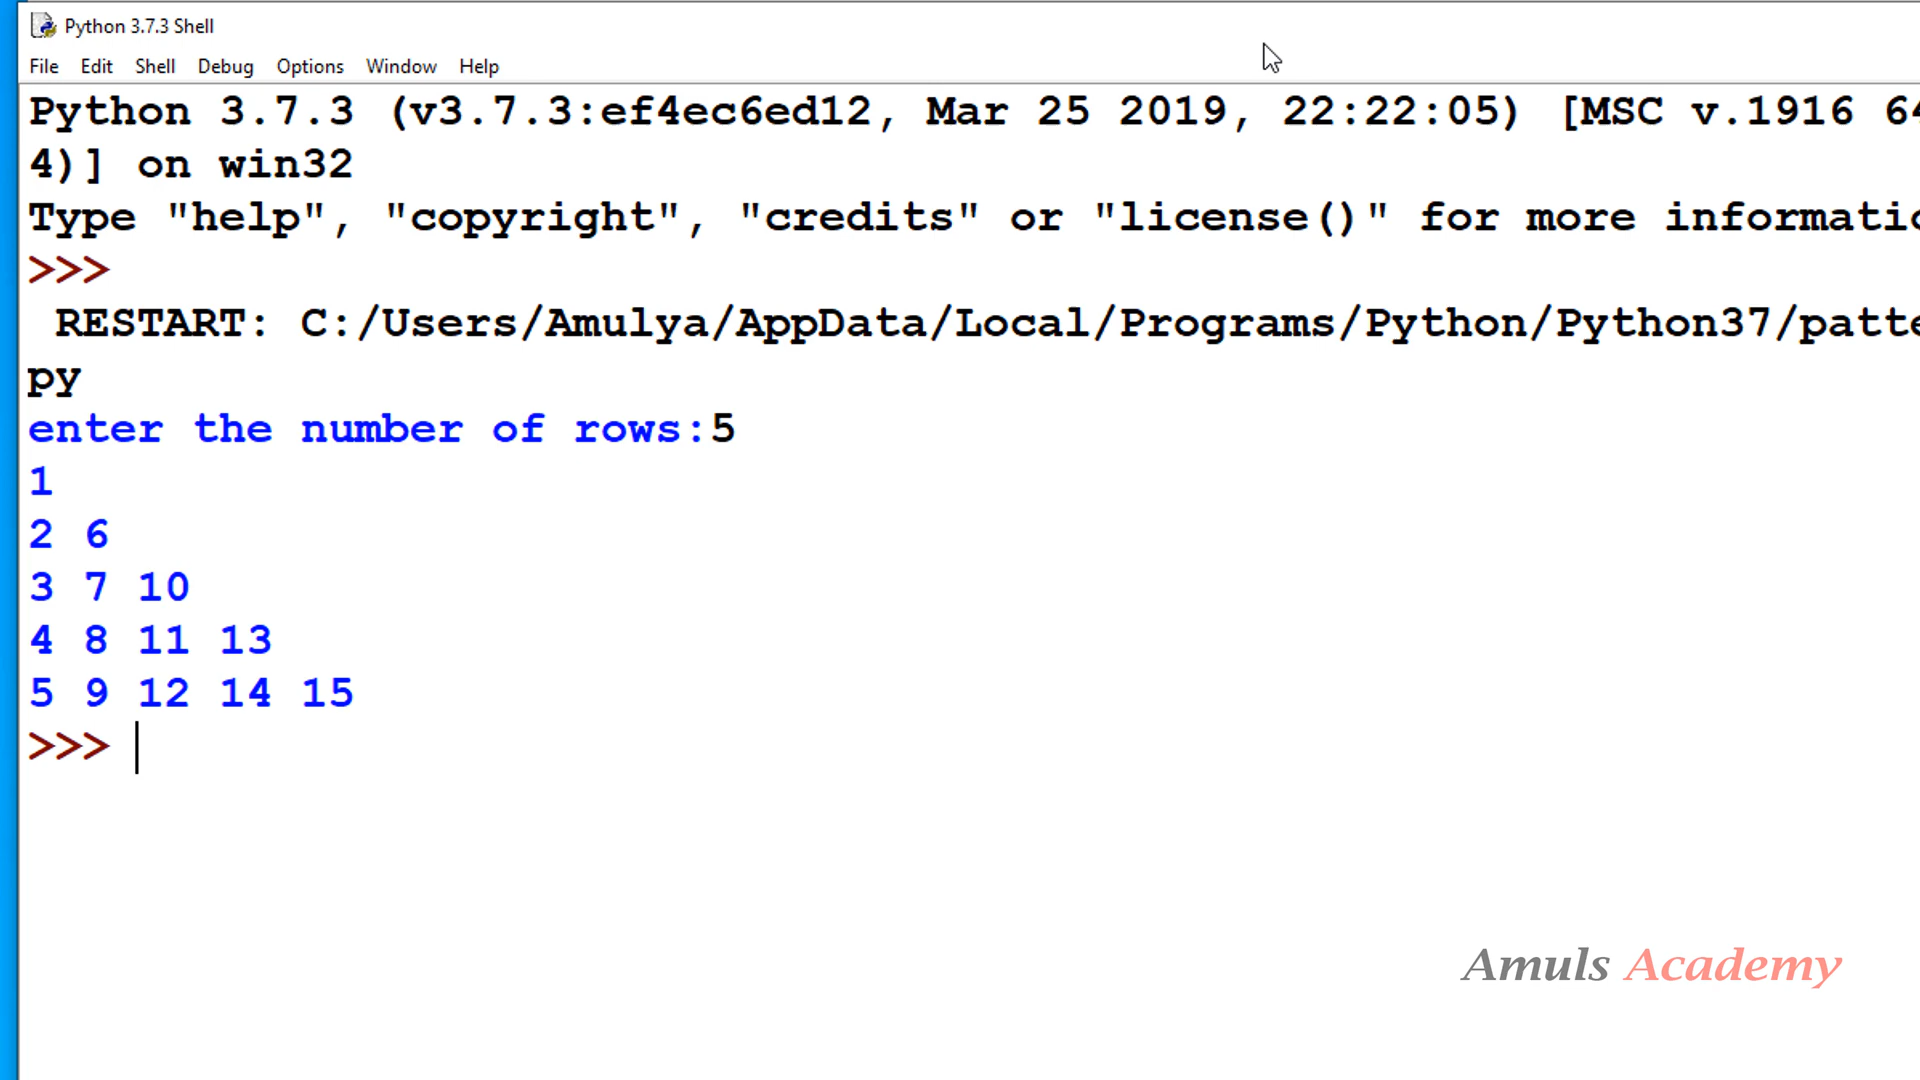 Python 3.7.3 Shell
File Edit Shell Debug Options Window Help
Python 3.7.3 (v3.7.3:ef4ec6ed12, Mar 25 2019, 22:22:05) [MSC v.1916 64
4)] on win32
Type "help", "copyright", "credits" or "license()" for more informatio
>>>
RESTART: C:/Users/Amulya/AppData/Local/Programs/Python/Python37/patte
py
enter the number of rows:5
1
2 6
3 7 10
4 8 11 13
5 9 12 14 15
>>>
Amuls Academy